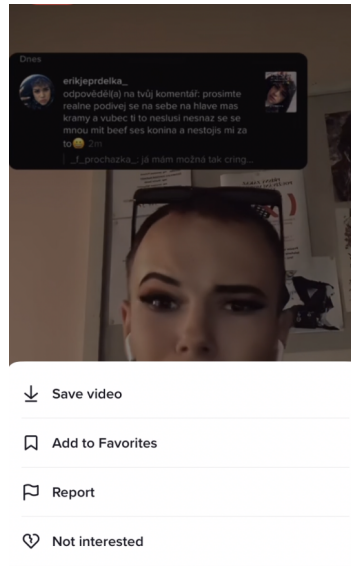 Dnes
erikjeprdelka_
odpověděl(a) na tvůj komentář: prosimte
realne podivej se na sebe na hlave mas
kramy a vubec ti to neslusi nesnaz se se
mnou mit beef ses konina a nestojis mi za
to😕 2m
_f_prochazka_: já mám možná tak cring...
Save video
Add to Favorites
Report
Not interested